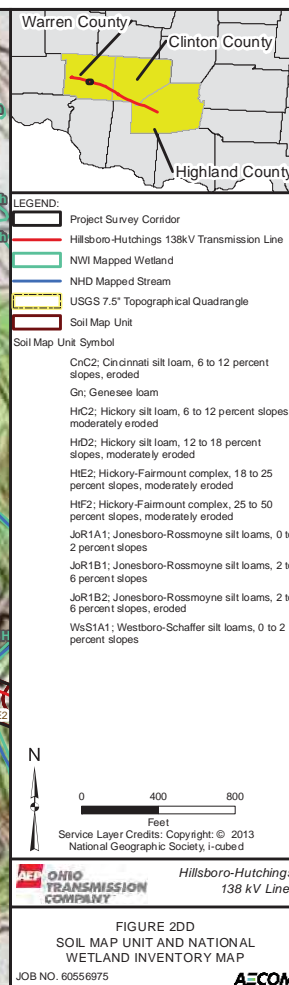 Warren County
Clinton County
Highland County
LEGEND:
Project Survey Corridor
Hillsboro-Hutchings 138kV Transmission Line
NWI Mapped Wetland
NHD Mapped Stream
USGS 7.5" Topographical Quadrangle
Soil Map Unit
Soil Map Unit Symbol
CnC2; Cincinnati silt loam, 6 to 12 percent
slopes, eroded
Gn; Genesee loam
HrC2; Hickory silt loam, 6 to 12 percent slopes
moderately eroded
HrD2; Hickory silt loam, 12 to 18 percent
slopes, moderately eroded
HtE2; Hickory-Fairmount complex, 18 to 25
percent slopes, moderately eroded
HtF2; Hickory-Fairmount complex, 25 to 50
percent slopes, moderately eroded
JoR1A1; Jonesboro-Rossmoyne silt loams, 0 to
2 percent slopes
JoR1B1; Jonesboro-Rossmoyne silt loams, 2 to
6 percent slopes
JoR1B2; Jonesboro-Rossmoyne silt loams, 2 to
6 percent slopes, eroded
WsS1A1; Westboro-Schaffer silt loams, 0 to 2
percent slopes
N
0 400 800
Feet
Service Layer Credits: Copyright: © 2013
National Geographic Society, i-cubed
AEP OHIO
TRANSMISSION
COMPANY
Hillsboro-Hutchings
138 kV Line
FIGURE 2DD
SOIL MAP UNIT AND NATIONAL
WETLAND INVENTORY MAP
JOB NO. 60556975
AECOM